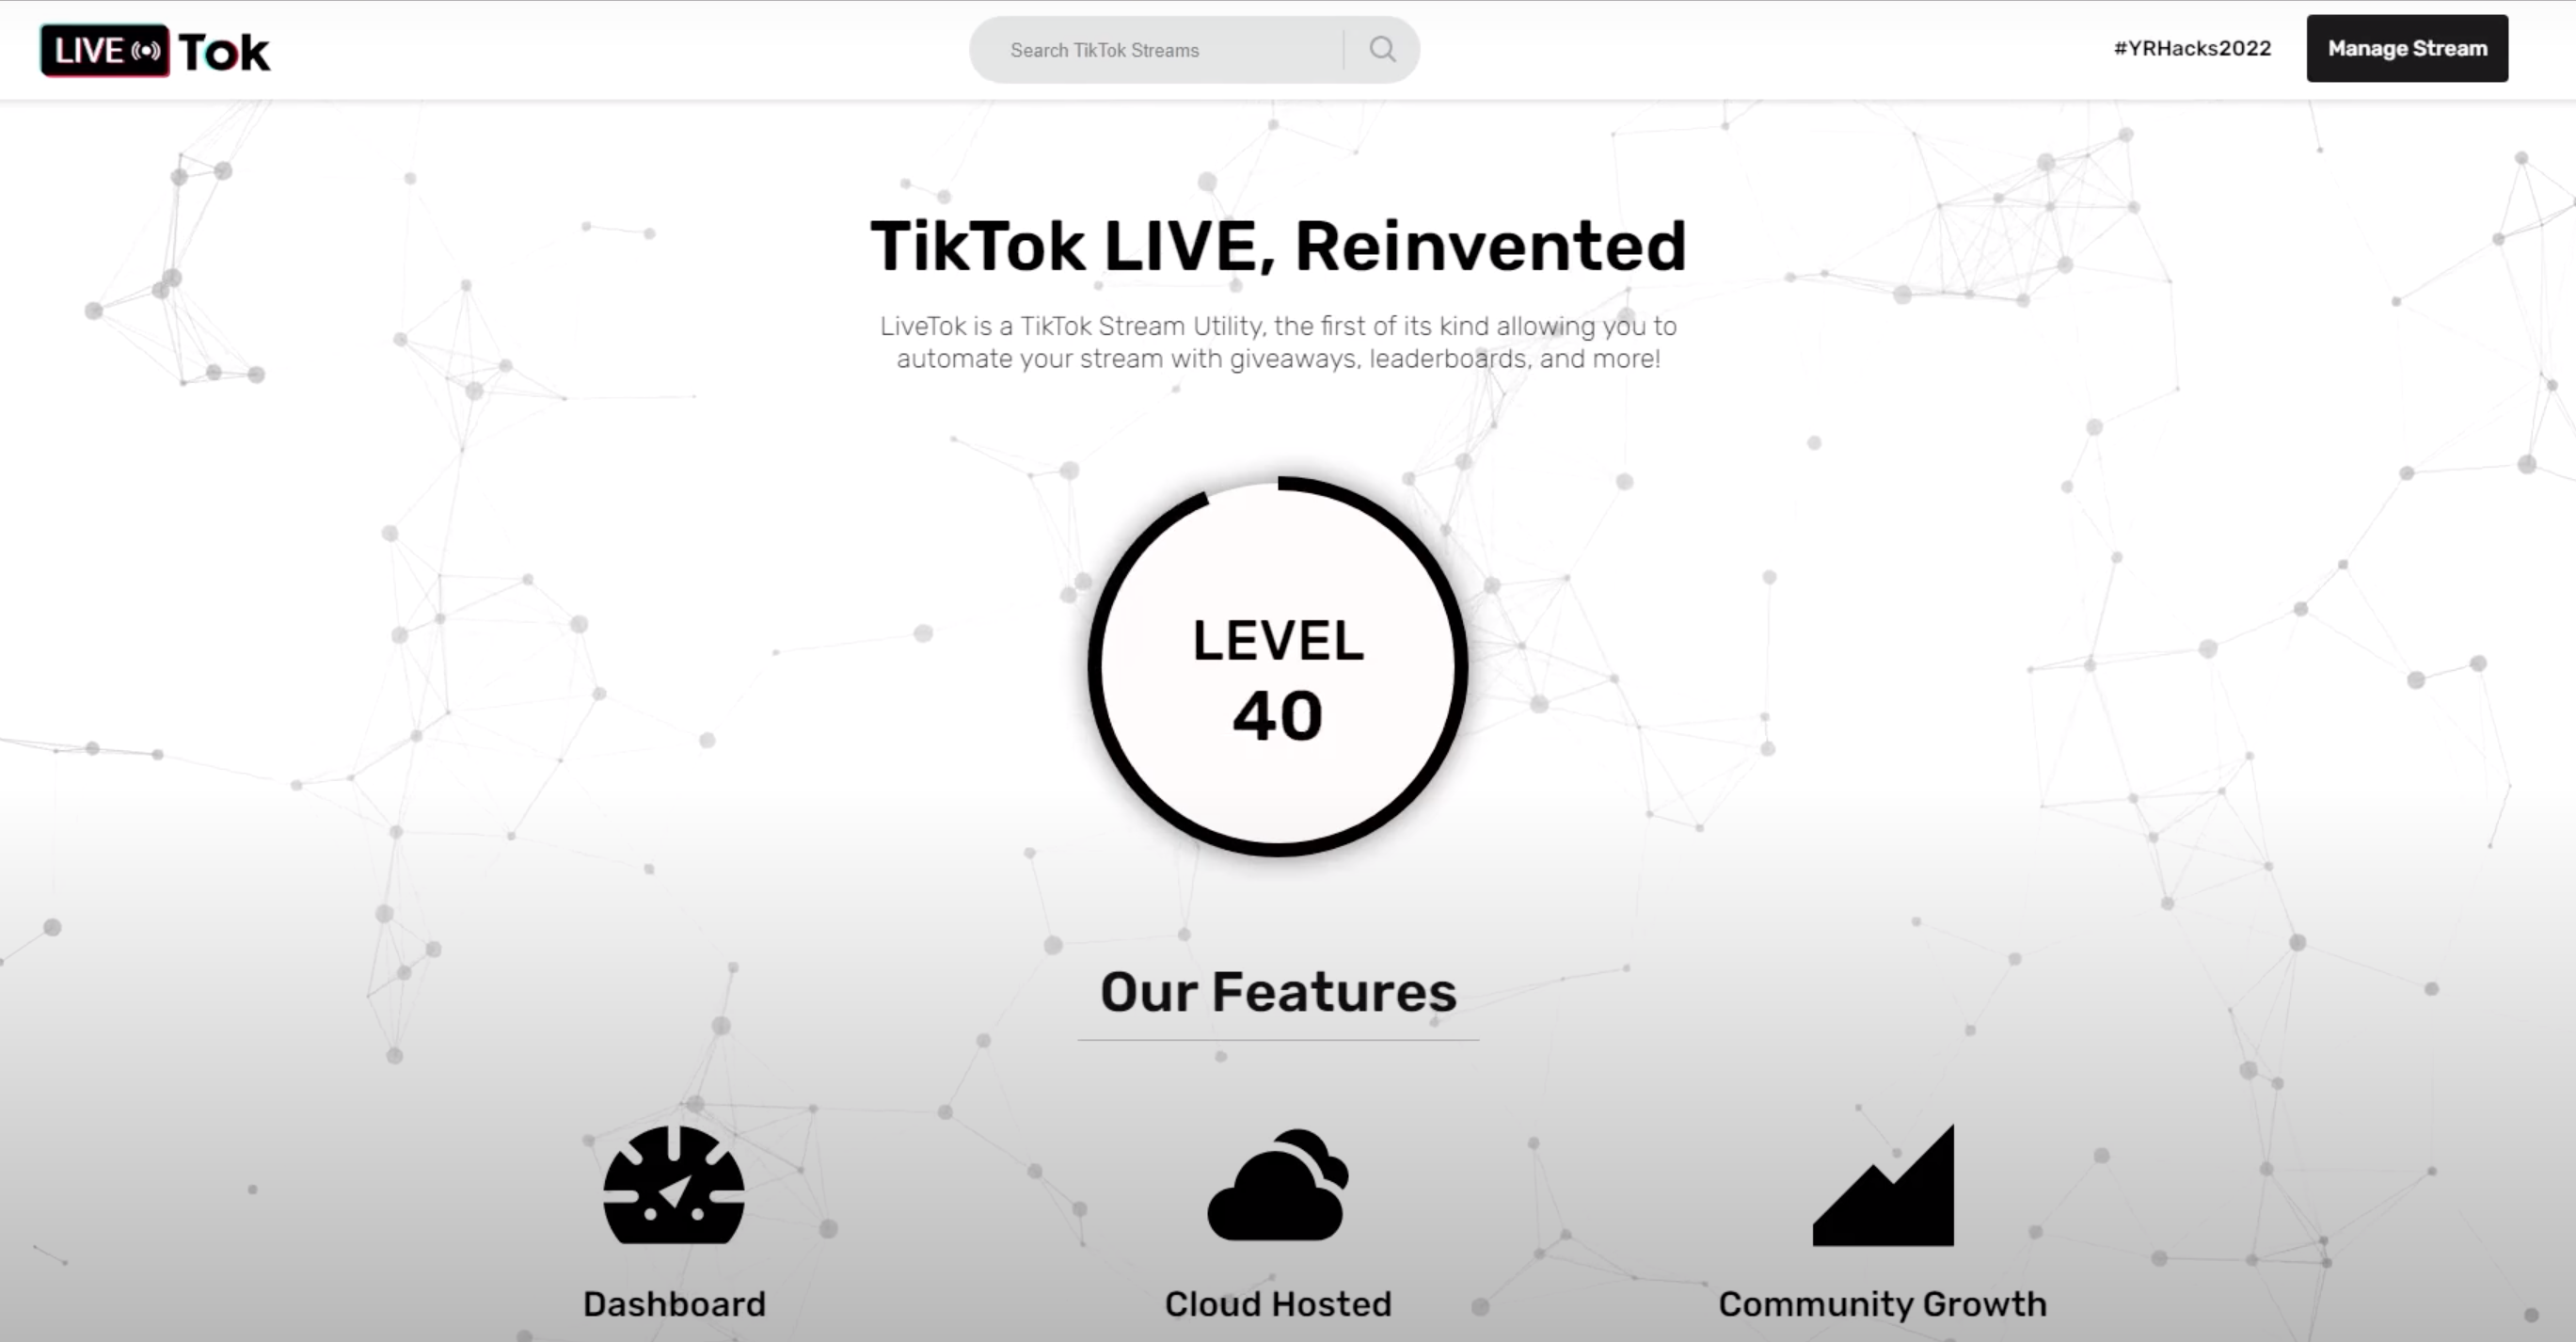 LIVE Tok
Search TikTok Streams
#YRHacks2022
Manage Stream
TikTok LIVE, Reinvented
LiveTok is a TikTok Stream Utility, the first of its kind allowing you to
automate your stream with giveaways, leaderboards, and more!
LEVEL
40
Our Features
Dashboard
Cloud Hosted
Community Growth